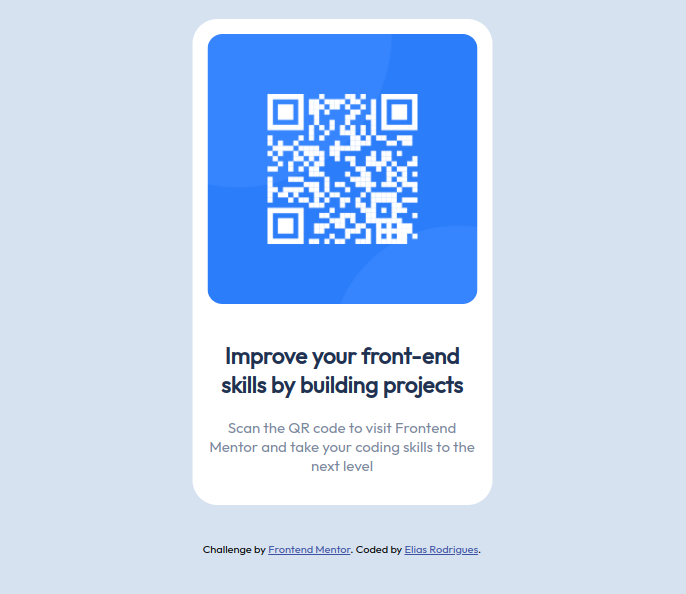 Improve your front-end
skills by building projects
Scan the QR code to visit Frontend
Mentor and take your coding skills to the
next level
Challenge by Frontend Mentor. Coded by Elias Rodrigues.